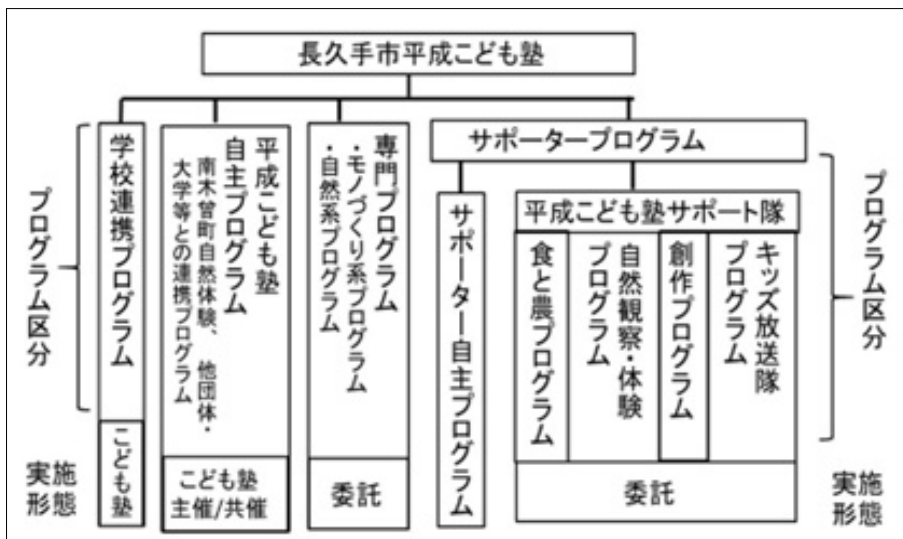 長久手市平成こども塾
プログラム区分
学校連携プログラム
こども塾
平成こども塾
自主プログラム
南木曽町自然体験、他団体・
大学等との連携プログラム
こども塾
主催/共催
専門プログラム
・モノづくり系プログラム
・自然系プログラム
委託
サポータープログラム
サポーター自主プログラム
平成こども塾サポート隊
食と農プログラム
自然観察・体験
プログラム
創作プログラム
キッズ放送隊
プログラム
委託
プログラム区分
実施
形態
実施
形態